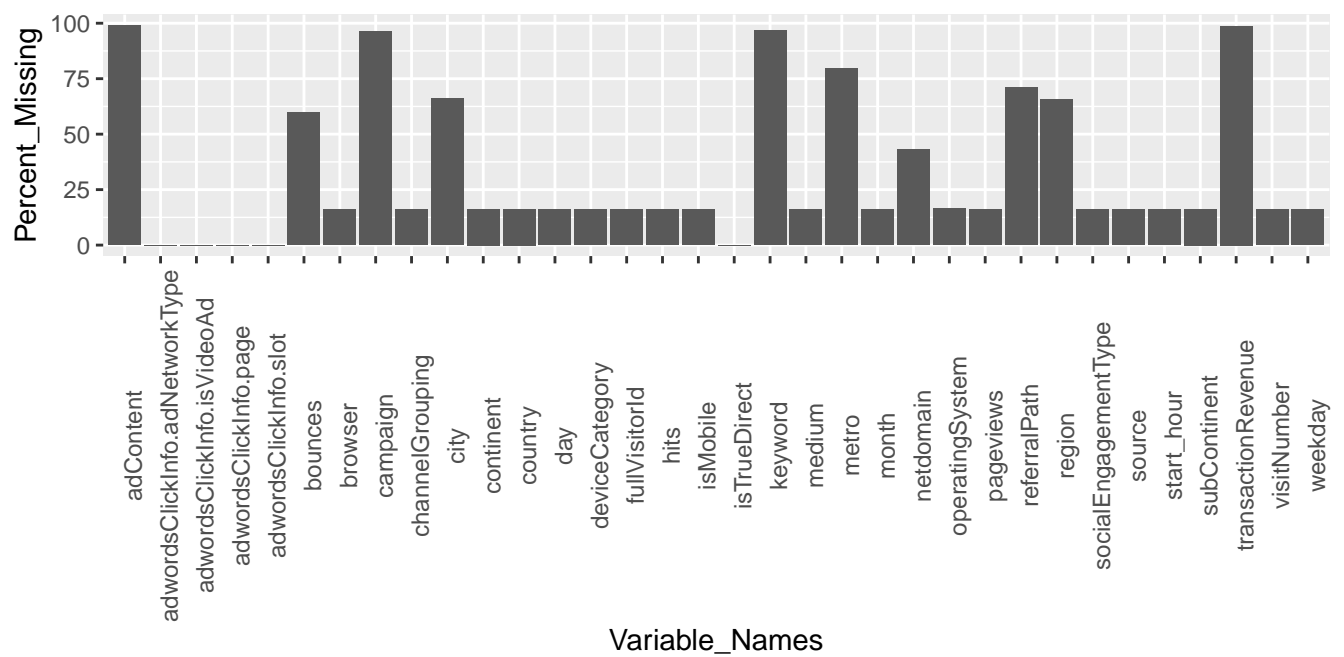 Percent_Missing
100
75
50
25
0
adContent
adwordsClickInfo.adNetworkType
adwordsClickInfo.isVideoAd
adwordsClickInfo.page
adwordsClickInfo.slot
bounces
browser
campaign
channelGrouping
city
continent
country
day
deviceCategory
fullVisitorId
hits
isMobile
isTrueDirect
keyword
medium
metro
month
netdomain
operatingSystem
pageviews
referralPath
region
socialEngagementType
source
start_hour
subContinent
transactionRevenue
visitNumber
weekday
Variable_Names